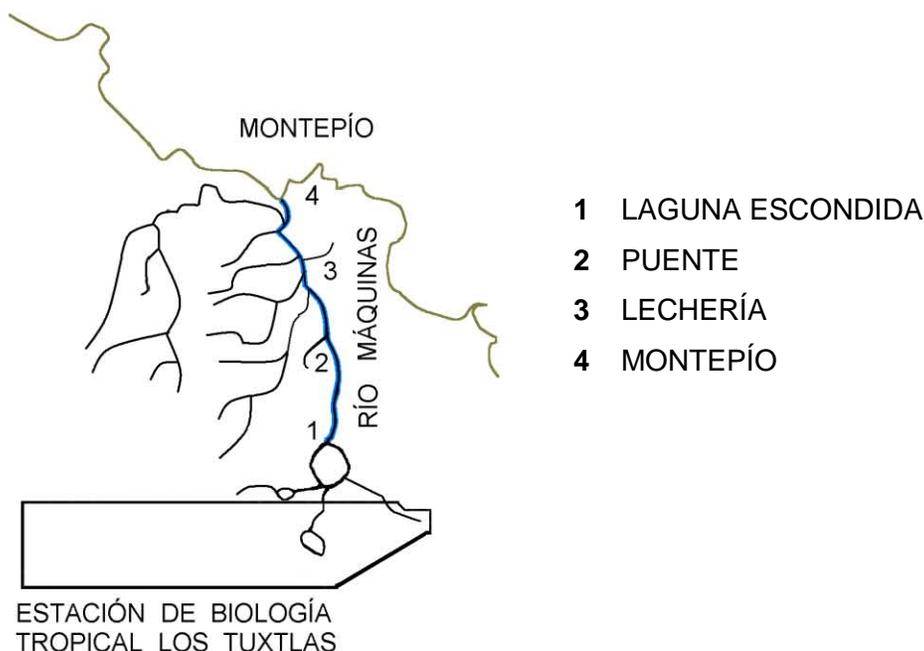 MONTEPÍO
4
3
RÍO MÁQUINAS
2
1
ESTACIÓN DE BIOLOGÍA
TROPICAL LOS TUXTLAS
1 LAGUNA ESCONDIDA
2 PUENTE
3 LECHERÍA
4 MONTEPÍO